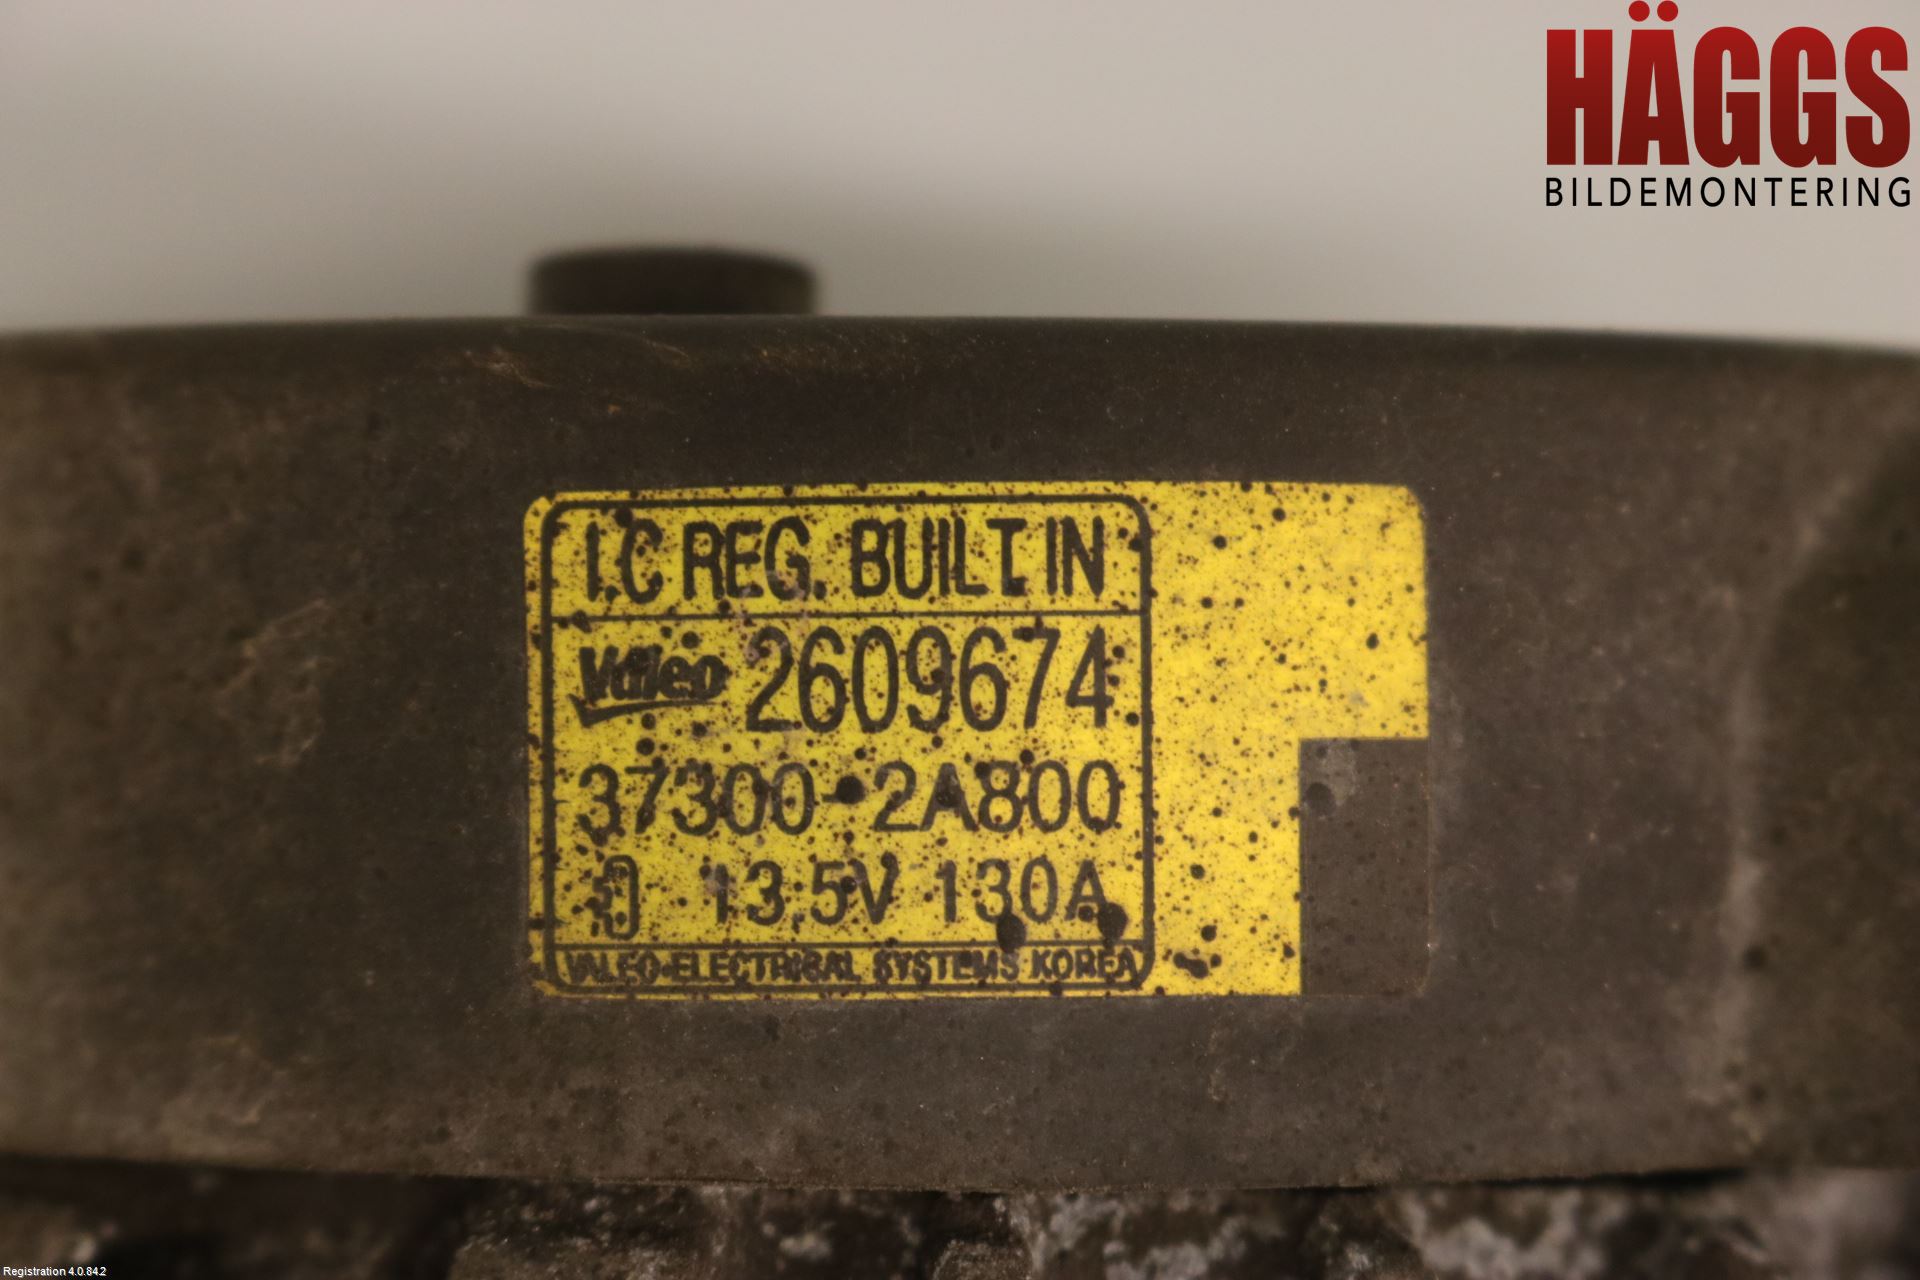 HÄGGS
BILDEMONTERING
I.C REG. BUILT IN
Valeo 2609674
37300-2A800
13.5V 130A
VALEO ELECTRICAL SYSTEMS KOREA
Registration 4.0.84.2